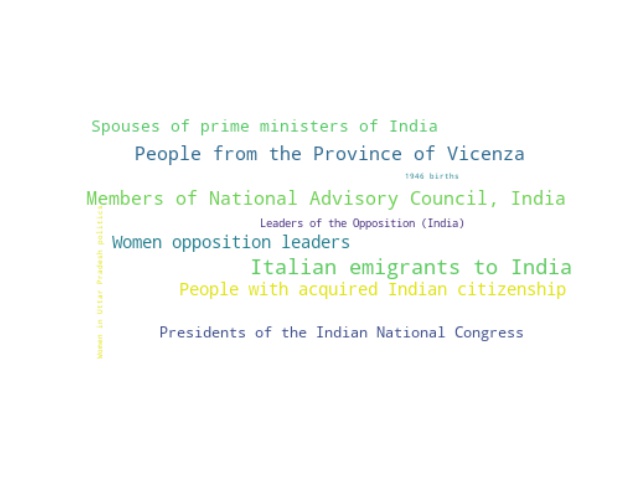 Spouses of prime ministers of India
People from the Province of Vicenza
1946 births
Members of National Advisory Council, India
Leaders of the Opposition (India)
Women opposition leaders
Italian emigrants to India
People with acquired Indian citizenship
Presidents of the Indian National Congress
Women in Uttar Pradesh politics